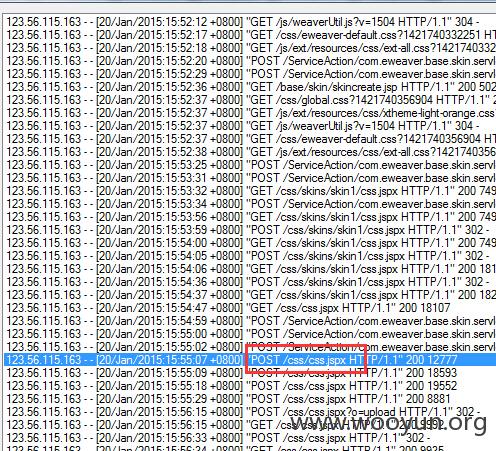 123.56.115.163 - - [20/Jan/2015:15:52:12 +0800] "GET /js/weaverUtil.js?v=1504 HTTP/1.1" 304 -
123.56.115.163 - - [20/Jan/2015:15:52:17 +0800] "GET /css/eweaver-default.css?1421740332251 H
123.56.115.163 - - [20/Jan/2015:15:52:18 +0800] "GET /js/ext/resources/css/ext-all.css?142174033
123.56.115.163 - - [20/Jan/2015:15:52:20 +0800] "POST /ServiceAction/com.eweaver.base.skin.servle
123.56.115.163 - - [20/Jan/2015:15:52:29 +0800] "POST /ServiceAction/com.eweaver.base.skin.servle
123.56.115.163 - - [20/Jan/2015:15:52:36 +0800] "GET /base/skin/skincreate.jsp HTTP/1.1" 200 502
123.56.115.163 - - [20/Jan/2015:15:52:37 +0800] "GET /css/global.css?1421740356904 HTTP/1.1" 3
123.56.115.163 - - [20/Jan/2015:15:52:37 +0800] "GET /js/ext/resources/css/xtheme-light-orange.css
123.56.115.163 - - [20/Jan/2015:15:52:37 +0800] "GET /js/weaverUtil.js?v=1504 HTTP/1.1" 304 -
123.56.115.163 - - [20/Jan/2015:15:52:37 +0800] "GET /css/eweaver-default.css?1421740356904 H
123.56.115.163 - - [20/Jan/2015:15:52:38 +0800] "GET /js/ext/resources/css/ext-all.css?142174035
123.56.115.163 - - [20/Jan/2015:15:53:25 +0800] "POST /ServiceAction/com.eweaver.base.skin.servle
123.56.115.163 - - [20/Jan/2015:15:53:31 +0800] "POST /ServiceAction/com.eweaver.base.skin.servle
123.56.115.163 - - [20/Jan/2015:15:53:32 +0800] "GET /css/skins/skin1/css.jspx HTTP/1.1" 200 749
123.56.115.163 - - [20/Jan/2015:15:53:34 +0800] "POST /ServiceAction/com.eweaver.base.skin.servle
123.56.115.163 - - [20/Jan/2015:15:53:56 +0800] "GET /css/skins/skin1/css.jspx HTTP/1.1" 200 749
123.56.115.163 - - [20/Jan/2015:15:53:59 +0800] "POST /css/skins/skin1/css.jspx HTTP/1.1" 302 -
123.56.115.163 - - [20/Jan/2015:15:54:00 +0800] "GET /css/skins/skin1/css.jspx HTTP/1.1" 200 749
123.56.115.163 - - [20/Jan/2015:15:54:05 +0800] "POST /css/skins/skin1/css.jspx HTTP/1.1" 302 -
123.56.115.163 - - [20/Jan/2015:15:54:06 +0800] "GET /css/skins/skin1/css.jspx HTTP/1.1" 200 181
123.56.115.163 - - [20/Jan/2015:15:54:36 +0800] "POST /css/skins/skin1/css.jspx HTTP/1.1" 302 -
123.56.115.163 - - [20/Jan/2015:15:54:37 +0800] "GET /css/skins/skin1/css.jspx HTTP/1.1" 200 182
123.56.115.163 - - [20/Jan/2015:15:54:47 +0800] "GET /css/css.jspx HTTP/1.1" 200 18107
123.56.115.163 - - [20/Jan/2015:15:54:59 +0800] "POST /ServiceAction/com.eweaver.base.skin.servle
123.56.115.163 - - [20/Jan/2015:15:55:00 +0800] "POST /ServiceAction/com.eweaver.base.skin.servle
123.56.115.163 - - [20/Jan/2015:15:55:02 +0800] "POST /ServiceAction/com.eweaver.base.skin.servle
123.56.115.163 - - [20/Jan/2015:15:55:07 +0800] "POST /css/css.jspx HTTP/1.1" 200 12777
123.56.115.163 - - [20/Jan/2015:15:55:09 +0800] "POST /css/css.jspx HTTP/1.1" 200 18593
123.56.115.163 - - [20/Jan/2015:15:55:18 +0800] "POST /css/css.jspx HTTP/1.1" 200 19552
123.56.115.163 - - [20/Jan/2015:15:55:29 +0800] "POST /css/css.jspx HTTP/1.1" 200 8881
123.56.115.163 - - [20/Jan/2015:15:56:15 +0800] "POST /css/css.jspx?o=upload HTTP/1.1" 302 -
123.56.115.163 - - [20/Jan/2015:15:56:15 +0800]
123.56.115.163 - - [20/Jan/2015:15:56:33 +0800]
www.wooyun.org